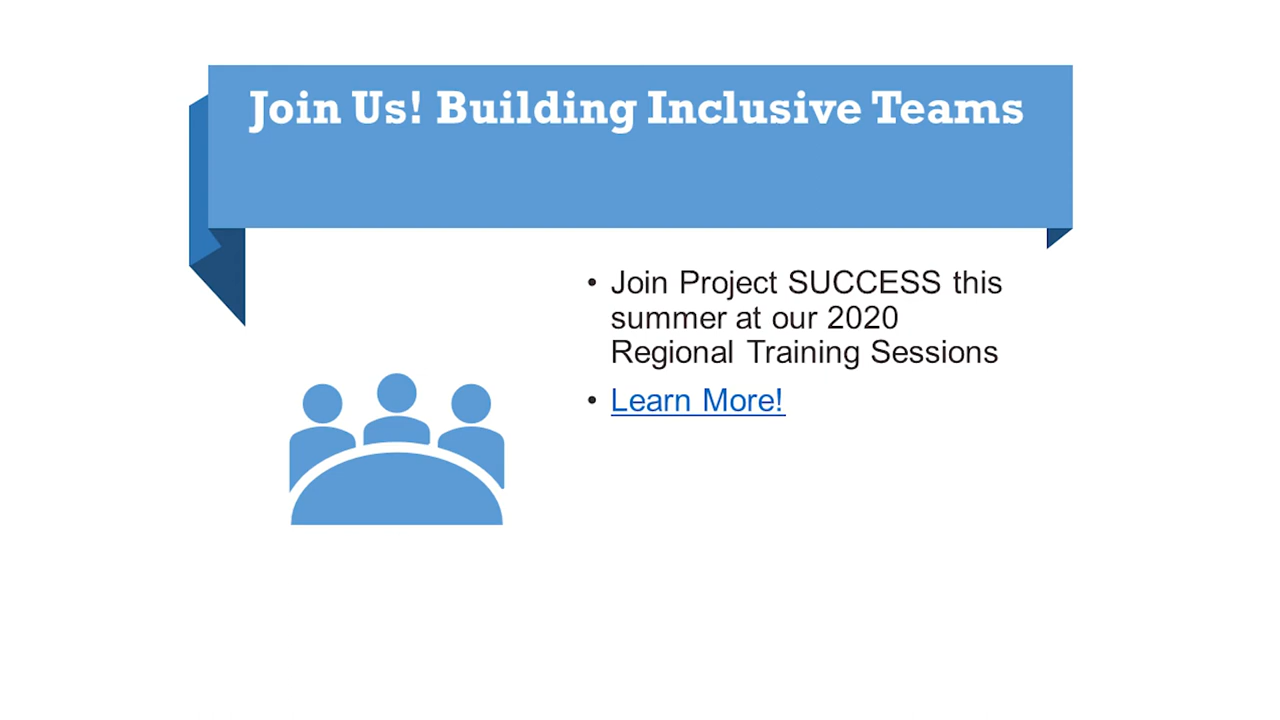 Join Us! Building Inclusive Teams
• Join Project SUCCESS this
summer at our 2020
Regional Training Sessions
• Learn More!